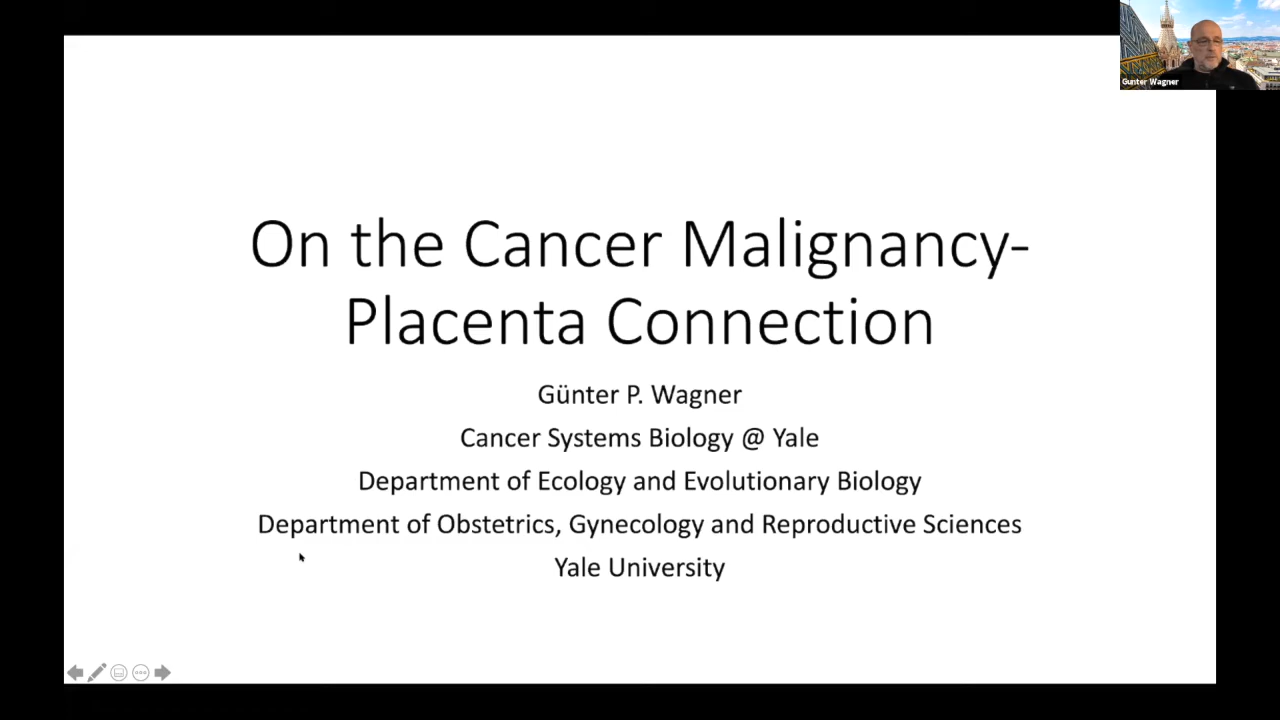 Gunter Wagner
On the Cancer Malignancy-
Placenta Connection
Günter P. Wagner
Cancer Systems Biology @ Yale
Department of Ecology and Evolutionary Biology
Department of Obstetrics, Gynecology and Reproductive Sciences
Yale University